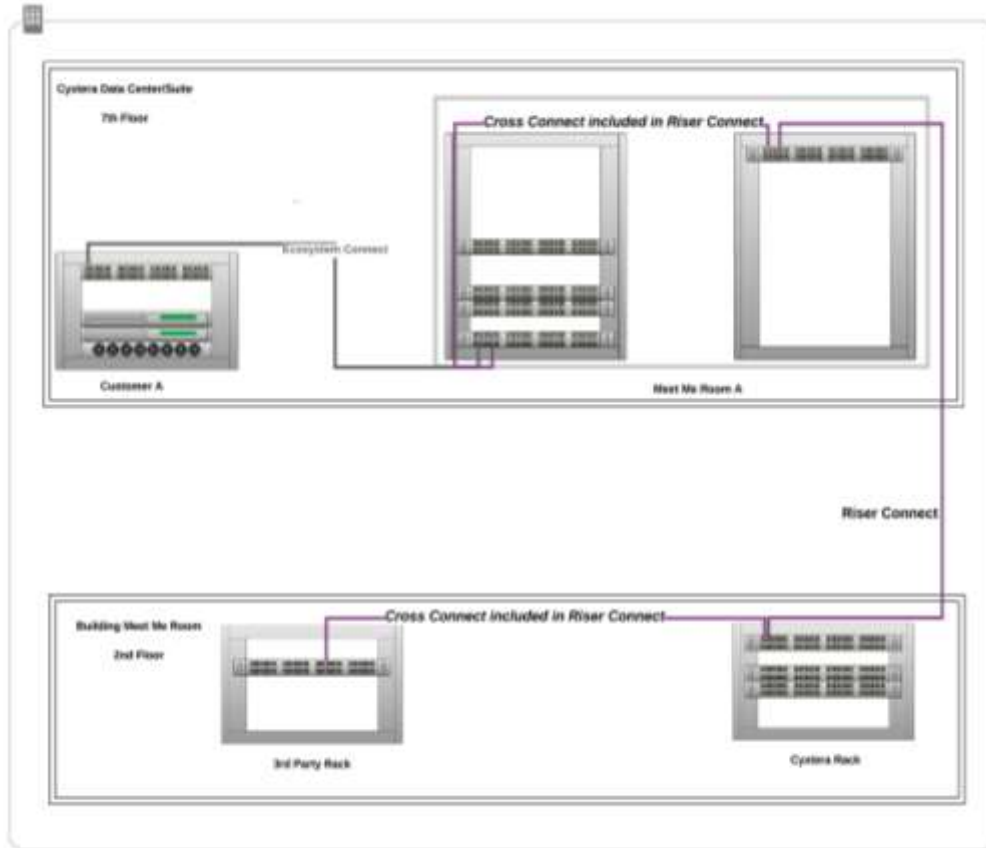 Cyxtera Data Center/Suite
7th Floor
Cross Connect included in Riser Connect
Ecosystem Connect
Customer A
Meet Me Room A
Riser Connect
Cross Connect included in Riser Connect
Building Meet Me Room
2nd Floor
3rd Party Rack
Cyxtera Rack